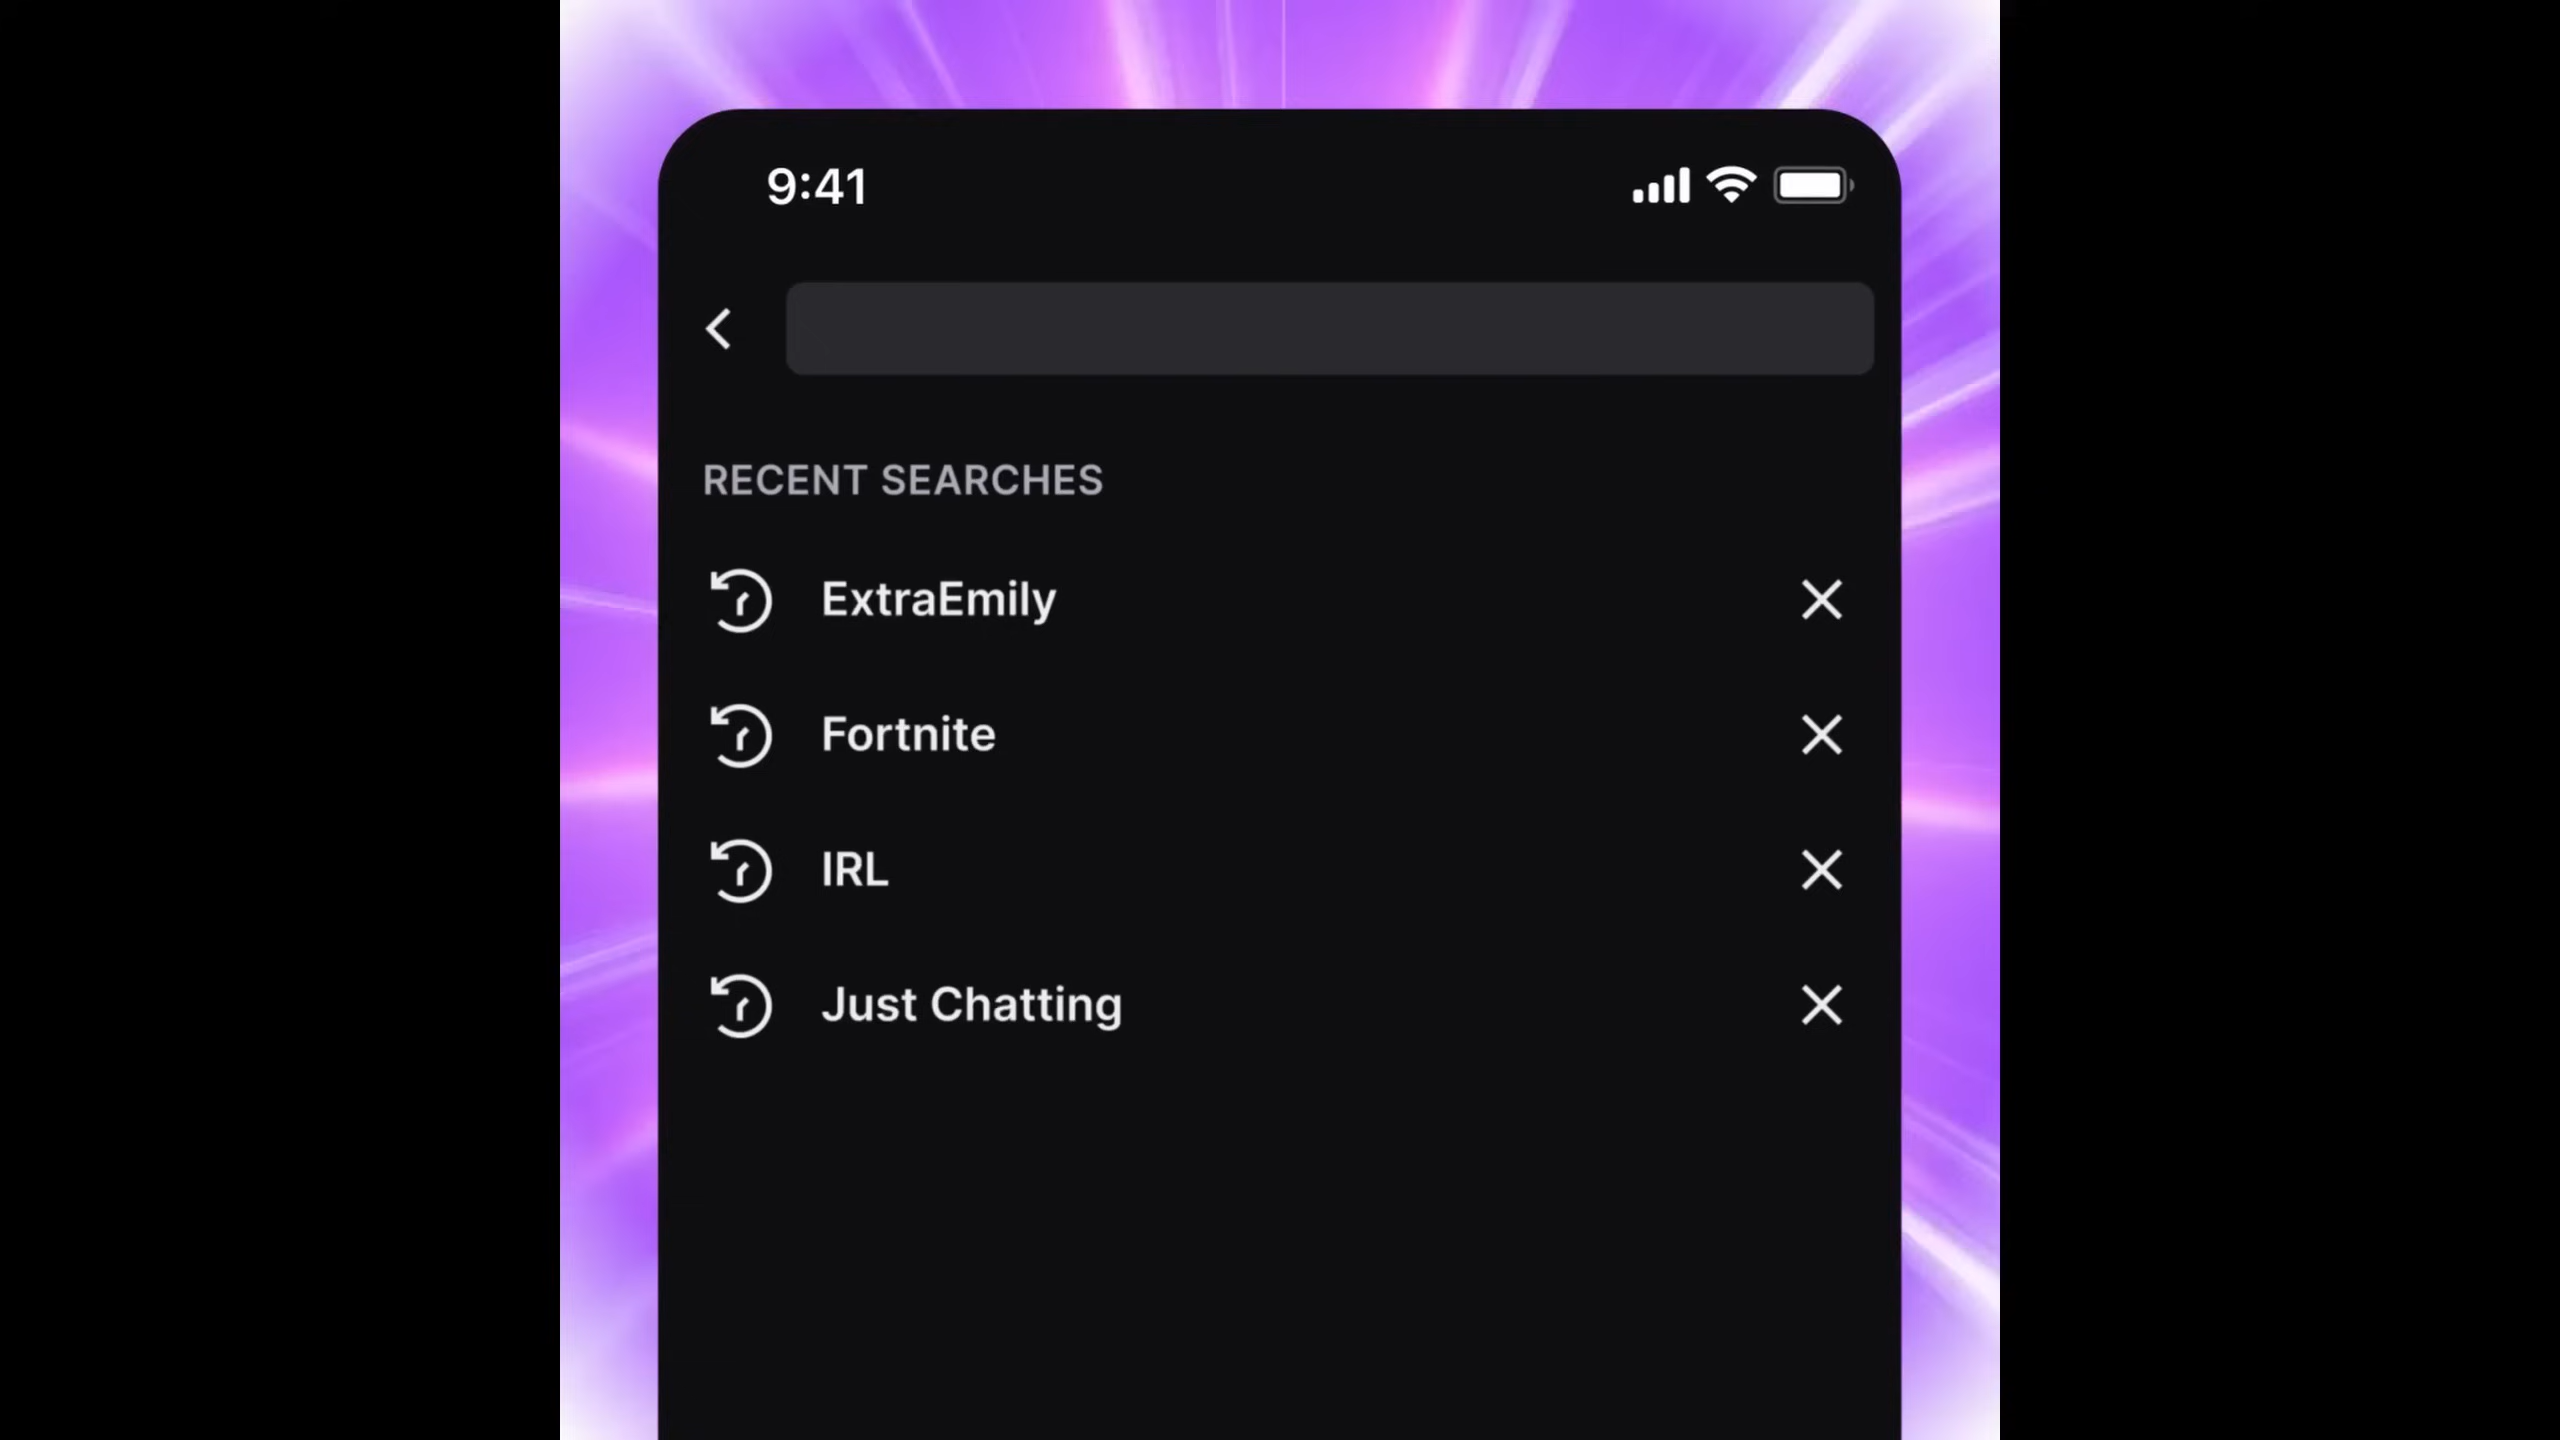 9:41
RECENT SEARCHES
ExtraEmily
Fortnite
IRL
Just Chatting